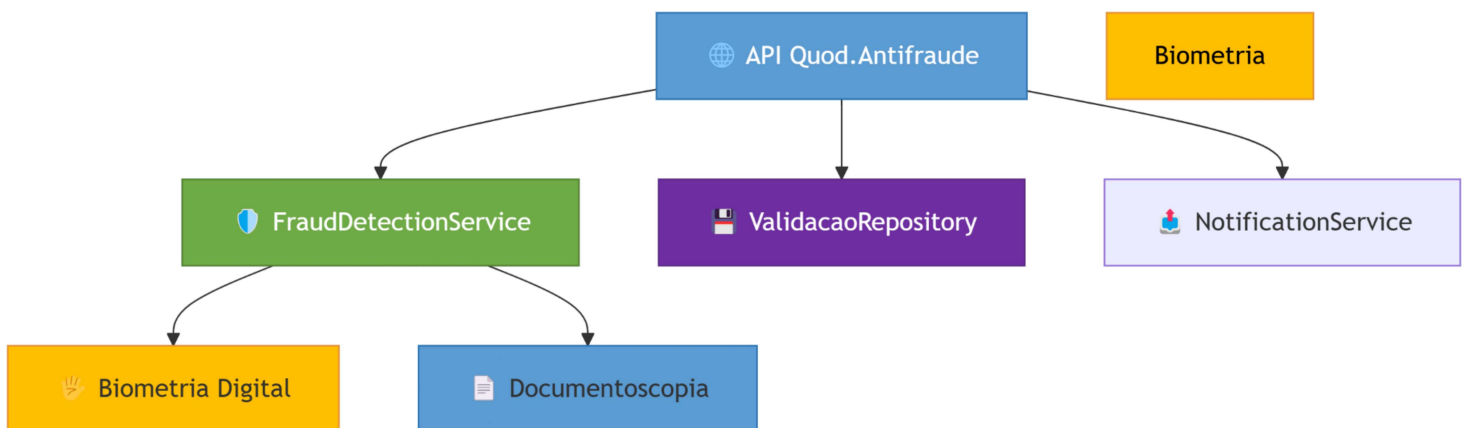 API Quod.Antifraude
Biometria
FraudDetectionService
ValidacaoRepository
NotificationService
Biometria Digital
Documentoscopia